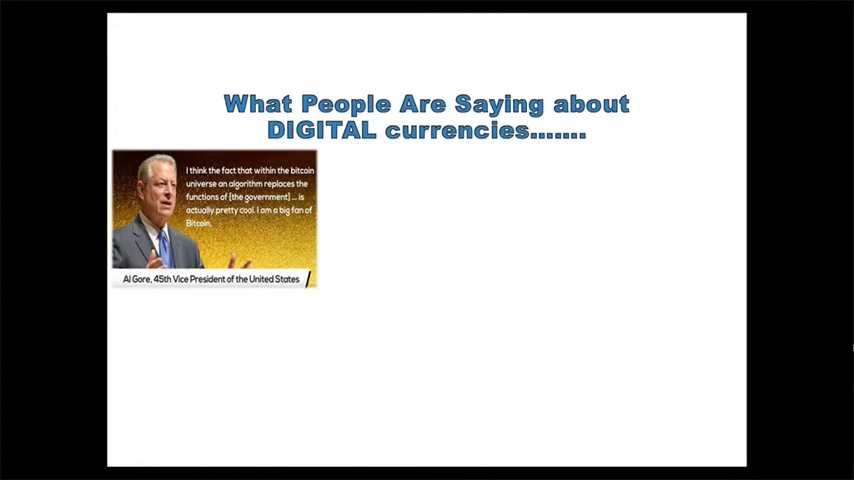 What People Are Saying about
DIGITAL currencies.......
I think the fact that within the bitcoin
universe an algorithm replaces the
functions of [the government] ... is
actually pretty cool. I am a big fan of
Bitcoin.
Al Gore, 45th Vice President of the United States